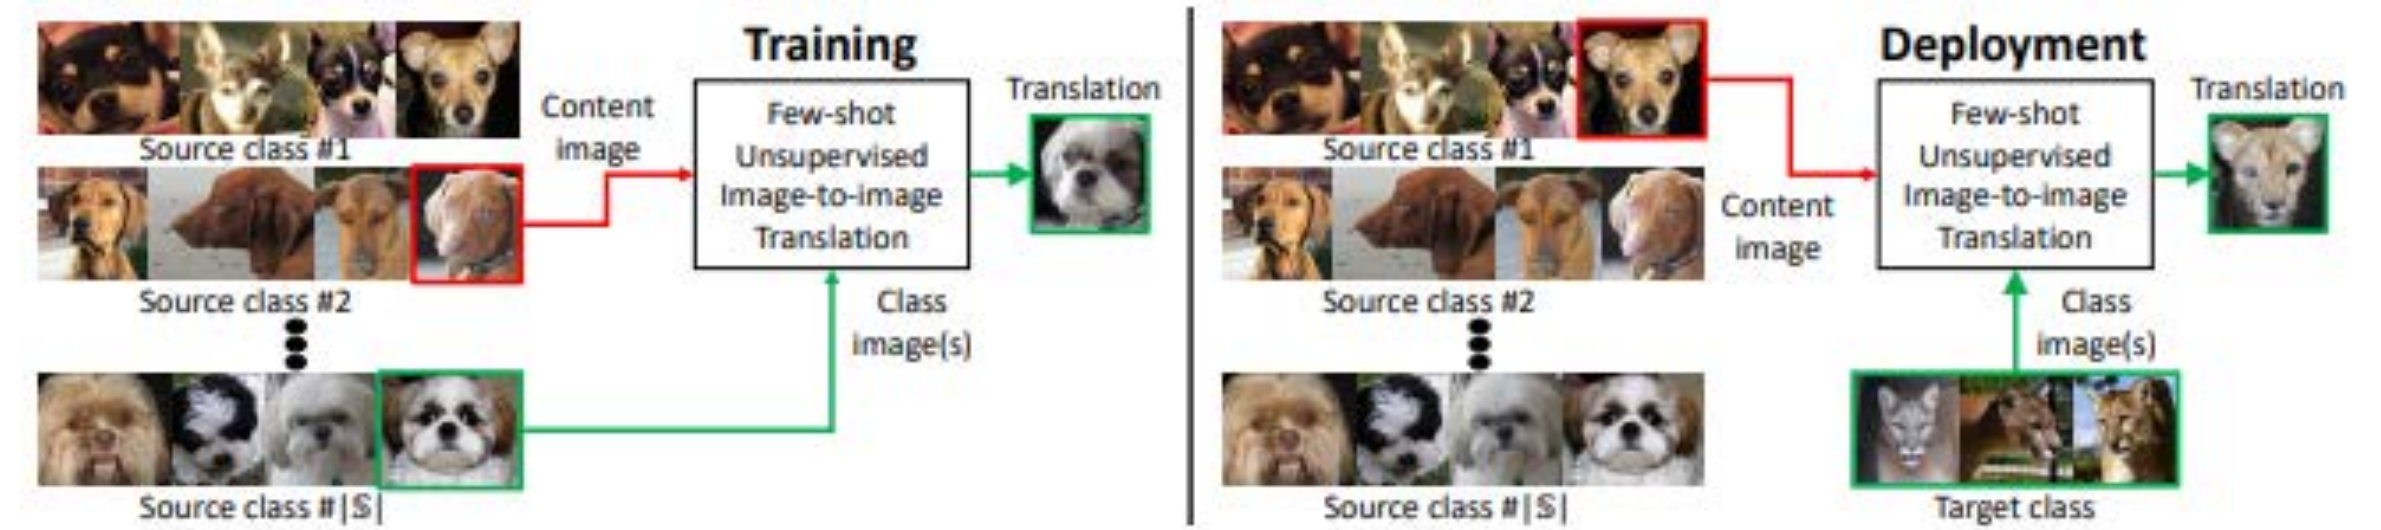 Training
Source class #1
Content
image
Few-shot
Unsupervised
Image-to-image
Translation
Translation
Source class #2
Class
image(s)
Source class #|𝕊|
Deployment
Source class #1
Content
image
Few-shot
Unsupervised
Image-to-image
Translation
Translation
Source class #2
Class
image(s)
Source class #|𝕊|
Target class